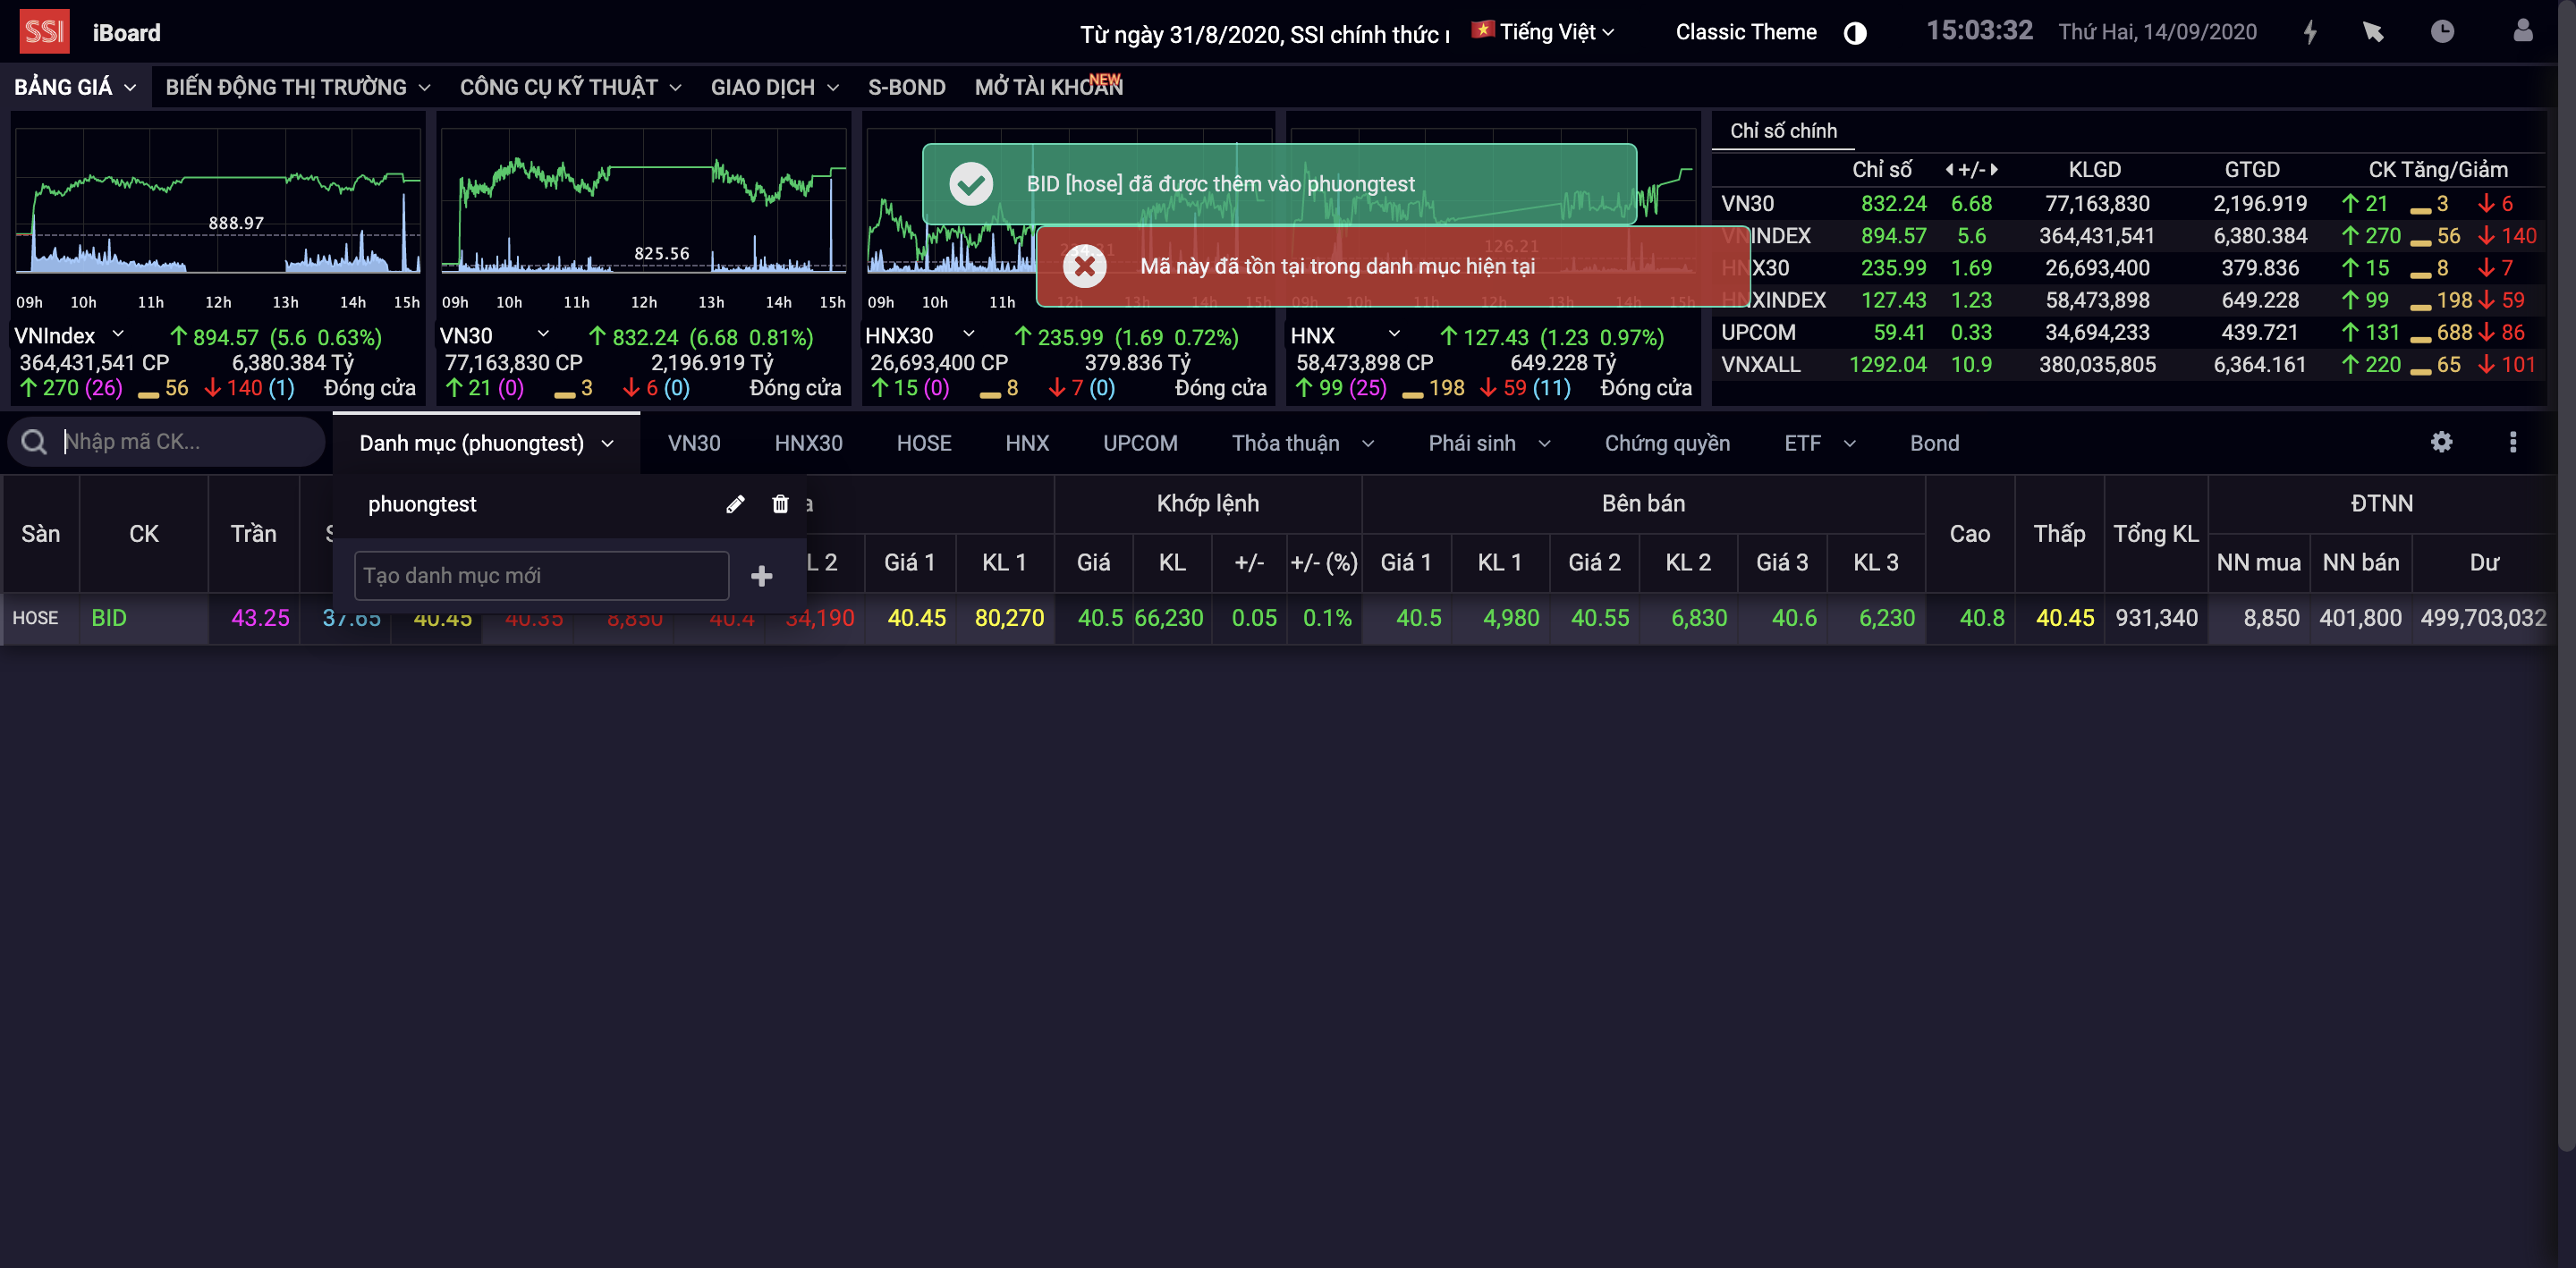 SSI iBoard
Từ ngày 31/8/2020, SSI chính thức
Tiếng Việt
Classic Theme
15:03:32 Thứ Hai, 14/09/2020
BẢNG GIÁ BIẾN ĐỘNG THỊ TRƯỜNG CÔNG CỤ KỸ THUẬT GIAO DỊCH S-BOND MỞ TÀI KHOẢN NEW
888.97
09h 10h 11h 12h 13h 14h 15h
VNIndex 894.57 (5.6 0.63%)
364,431,541 CP 6,380.384 Tỷ
270 (26) 56 140 (1) Đóng cửa
825.56
09h 10h 11h 12h 13h 14h 15h
VN30 832.24 (6.68 0.81%)
77,163,830 CP 2,196.919 Tỷ
21 (0) 3 6 (0) Đóng cửa
09h 10h 11h 12h 13h 14h 15h
HNX30 235.99 (1.69 0.72%)
26,693,400 CP 379.836 Tỷ
15 (0) 8 7 (0) Đóng cửa
126.21
09h 10h 11h 12h 13h 14h 15h
HNX 127.43 (1.23 0.97%)
58,473,898 CP 649.228 Tỷ
99 (25) 198 59 (11) Đóng cửa
BID [hose] đã được thêm vào phuongtest
Mã này đã tồn tại trong danh mục hiện tại
Chỉ số chính
Chỉ số +/- KLGD GTGD CK Tăng/Giảm
VN30 832.24 6.68 77,163,830 2,196.919 21 3 6
VNINDEX 894.57 5.6 364,431,541 6,380.384 270 56 140
HNX30 235.99 1.69 26,693,400 379.836 15 8 7
HNXINDEX 127.43 1.23 58,473,898 649.228 99 198 59
UPCOM 59.41 0.33 34,694,233 439.721 131 688 86
VNXALL 1292.04 10.9 380,035,805 6,364.161 220 65 101
Nhập mã CK...
Danh mục (phuongtest) VN30 HNX30 HOSE HNX UPCOM Thỏa thuận Phái sinh Chứng quyền ETF Bond
phuongtest
Tạo danh mục mới
Sàn CK Trần Khớp lệnh Bên bán Cao Thấp Tổng KL ĐTNN
L 2 Giá 1 KL 1 Giá KL +/- +/- (%) Giá 1 KL 1 Giá 2 KL 2 Giá 3 KL 3 NN mua NN bán Dư
HOSE BID 43.25 37.65 40.45 40.35 8,850 40.4 34,190 40.45 80,270 40.5 66,230 0.05 0.1% 40.5 4,980 40.55 6,830 40.6 6,230 40.8 40.45 931,340 8,850 401,800 499,703,032